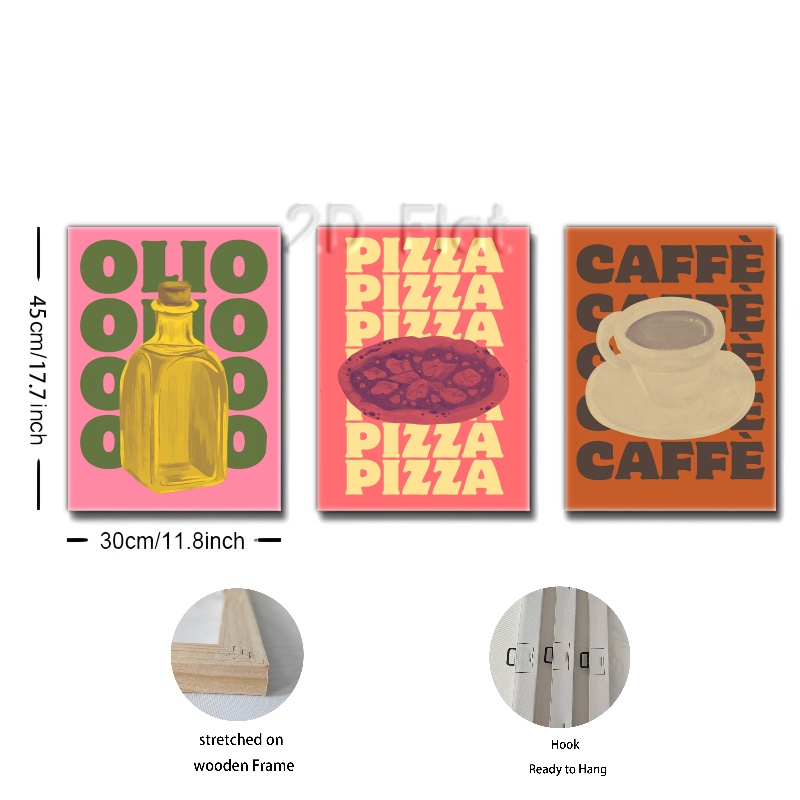 2D Flat
OLIO
OLIO
OLIO
OLIO
PIZZA
PIZZA
PIZZA
PIZZA
PIZZA
PIZZA
CAFFÈ
CAFFÈ
CAFFÈ
CAFFÈ
CAFFÈ
45cm/17.7inch
30cm/11.8inch
stretched on
wooden Frame
Hook
Ready to Hang